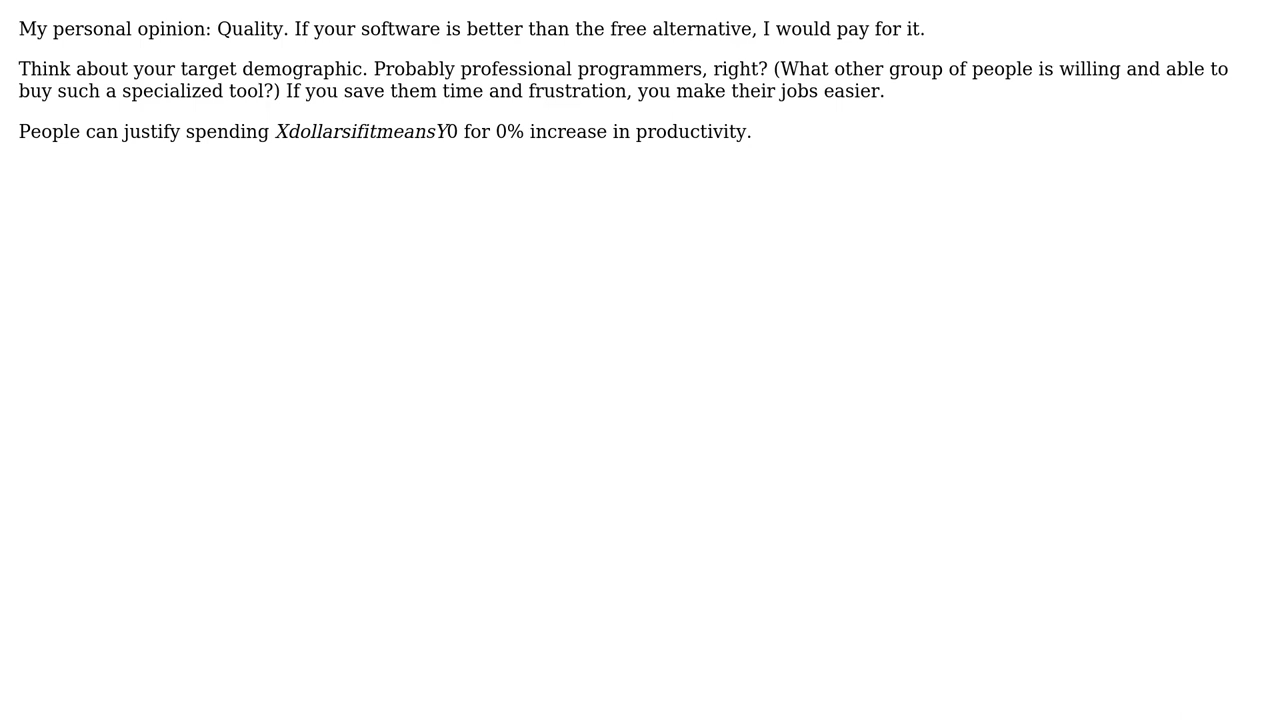 My personal opinion: Quality. If your software is better than the free alternative, I would pay for it.
Think about your target demographic. Probably professional programmers, right? (What other group of people is willing and able to
buy such a specialized tool?) If you save them time and frustration, you make their jobs easier.
People can justify spending XdollarsifitmeansY0 for 0% increase in productivity.